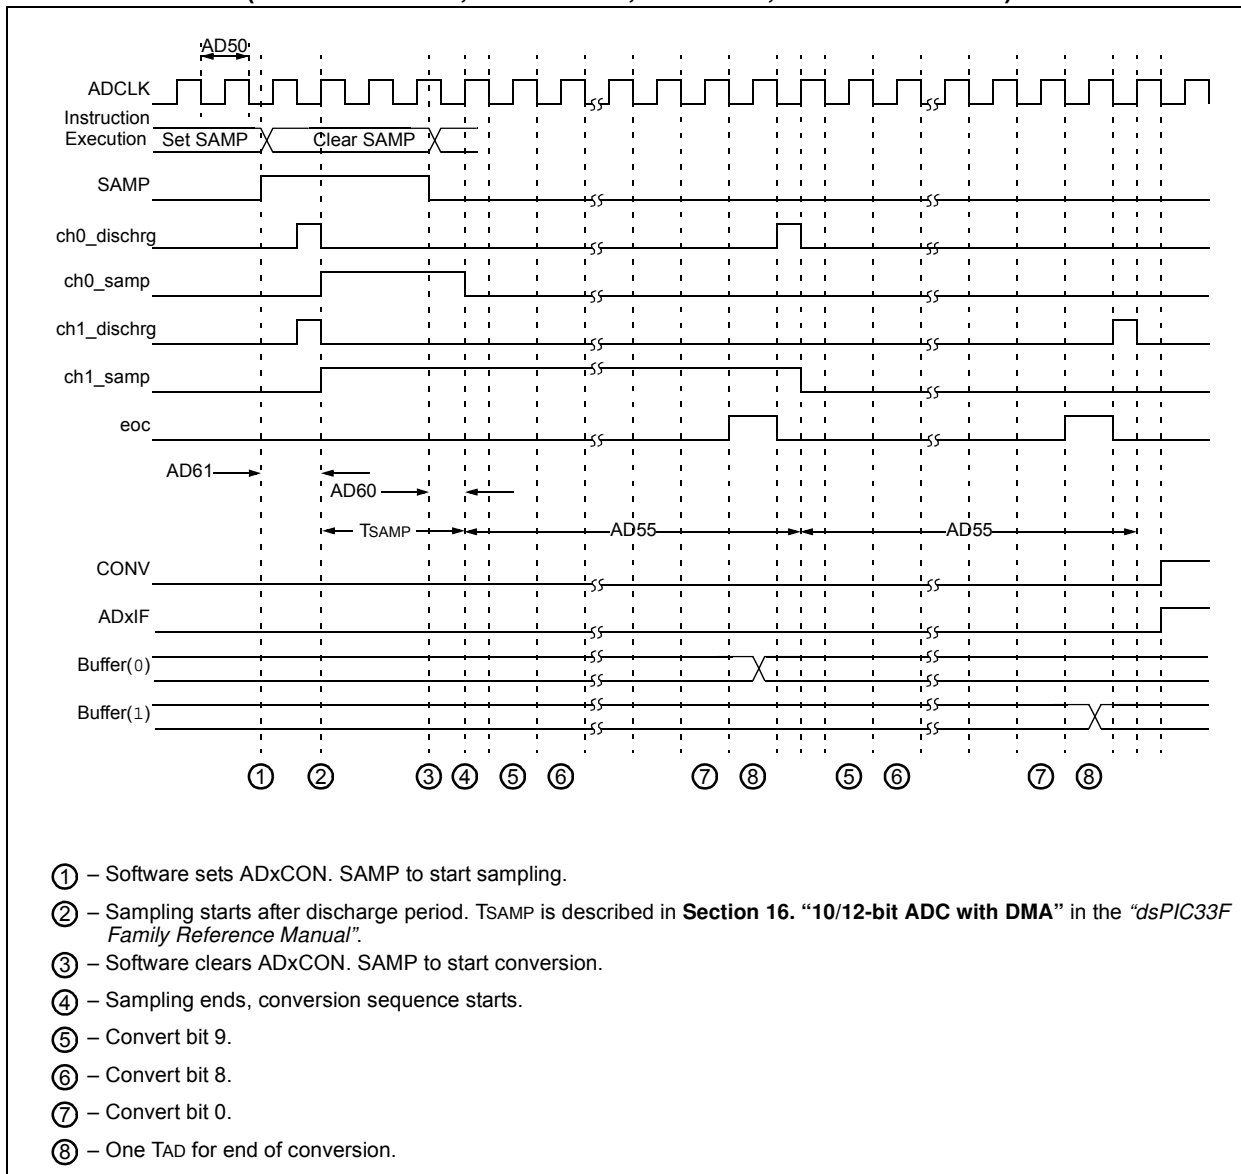 AD50
ADCLK
Instruction
Execution Set SAMP Clear SAMP
SAMP
ch0_dischrg
ch0_samp
ch1_dischrg
ch1_samp
eoc
AD61
AD60
TSAMP AD55 AD55
CONV
ADxIF
Buffer(0)
Buffer(1)
① ② ③ ④ ⑤ ⑥ ⑦ ⑧ ⑤ ⑥ ⑦ ⑧
① – Software sets ADxCON. SAMP to start sampling.
② – Sampling starts after discharge period. TSAMP is described in Section 16. “10/12-bit ADC with DMA” in the “dsPIC33F
Family Reference Manual”.
③ – Software clears ADxCON. SAMP to start conversion.
④ – Sampling ends, conversion sequence starts.
⑤ – Convert bit 9.
⑥ – Convert bit 8.
⑦ – Convert bit 0.
⑧ – One TAD for end of conversion.